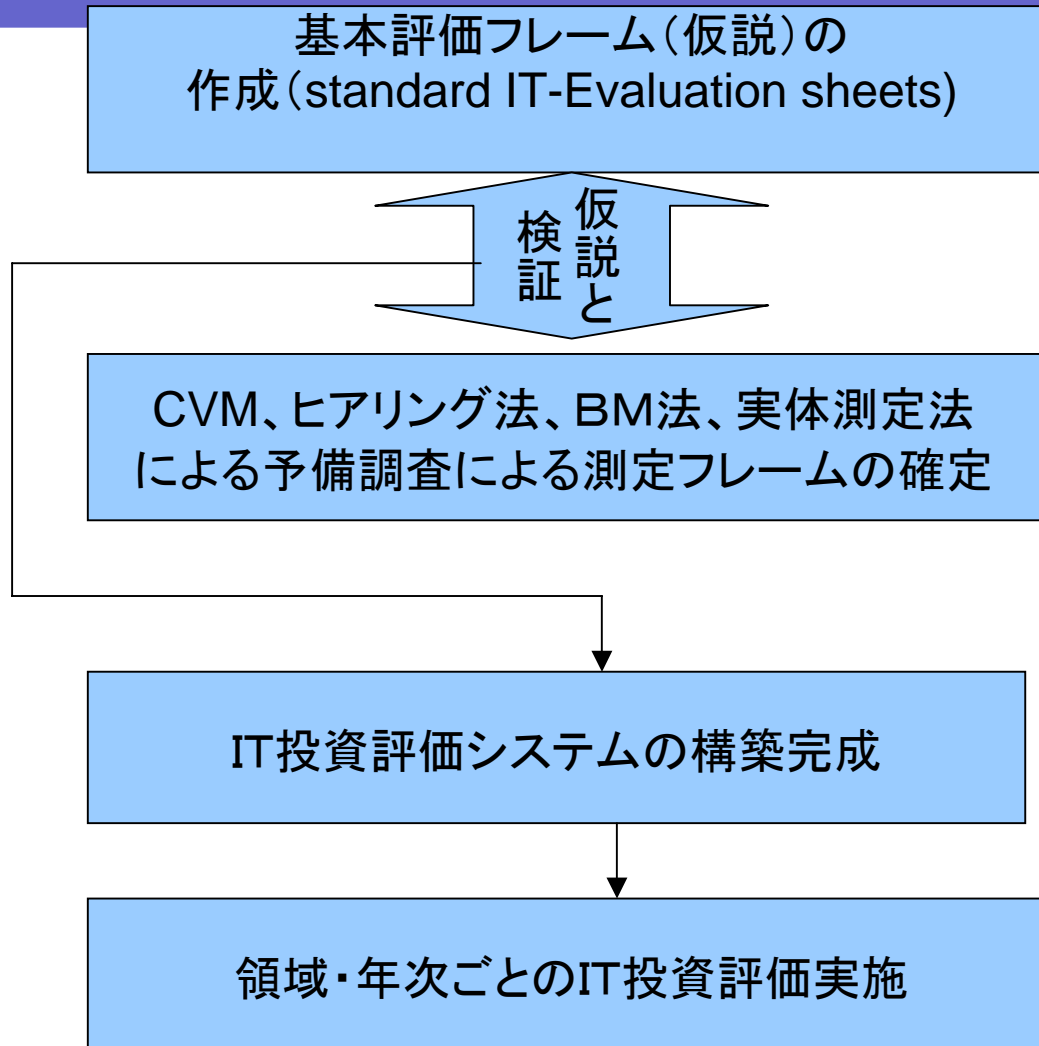 基本評価フレーム（仮説）の
作成（standard IT-Evaluation sheets)
仮説と
検証
CVM、ヒアリング法、ＢＭ法、実体測定法
による予備調査による測定フレームの確定
IT投資評価システムの構築完成
領域・年次ごとのIT投資評価実施